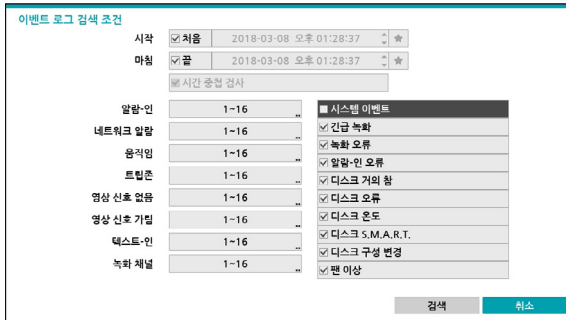 이벤트 로그 검색 조건
시작 처음 2018-03-08 오후 01:28:37
마침 끝 2018-03-08 오후 01:28:37
시간 중첩 검사
알람-인 1~16 ..
네트워크 알람 1~16 ..
움직임 1~16 ..
트립존 1~16 ..
영상 신호 없음 1~16 ..
영상 신호 가림 1~16 ..
텍스트-인 1~16 ..
녹화 채널 1~16 ..
시스템 이벤트
긴급 녹화
녹화 오류
알람-인 오류
디스크 거의 참
디스크 오류
디스크 온도
디스크 S.M.A.R.T.
디스크 구성 변경
팬 이상
검색 취소